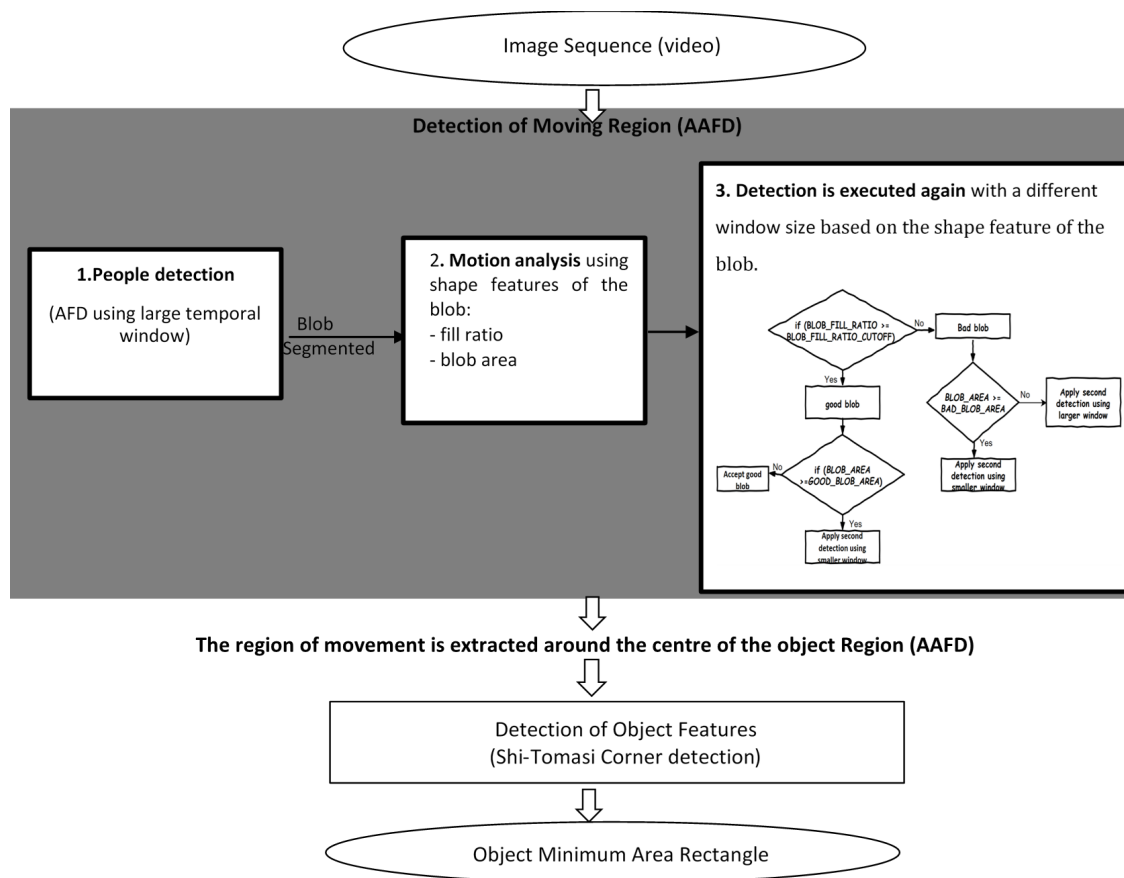 Image Sequence (video)
Detection of Moving Region (AAFD)
1.People detection
(AFD using large temporal
window)
Blob
Segmented
2. Motion analysis using
shape features of the
blob:
- fill ratio
- blob area
3. Detection is executed again with a different
window size based on the shape feature of the
blob.
if (BLOB_FILL_RATIO >=
BLOB_FILL_RATIO_CUTOFF)
No
Bad blob
Yes
good blob
BLOB_AREA >=
BAD_BLOB_AREA
No
Apply second
detection using
larger window
Yes
Apply second
detection using
smaller window
if (BLOB_AREA
>=GOOD_BLOB_AREA)
No
Accept good
blob
Yes
Apply second
detection using
smaller window
The region of movement is extracted around the centre of the object Region (AAFD)
Detection of Object Features
(Shi-Tomasi Corner detection)
Object Minimum Area Rectangle